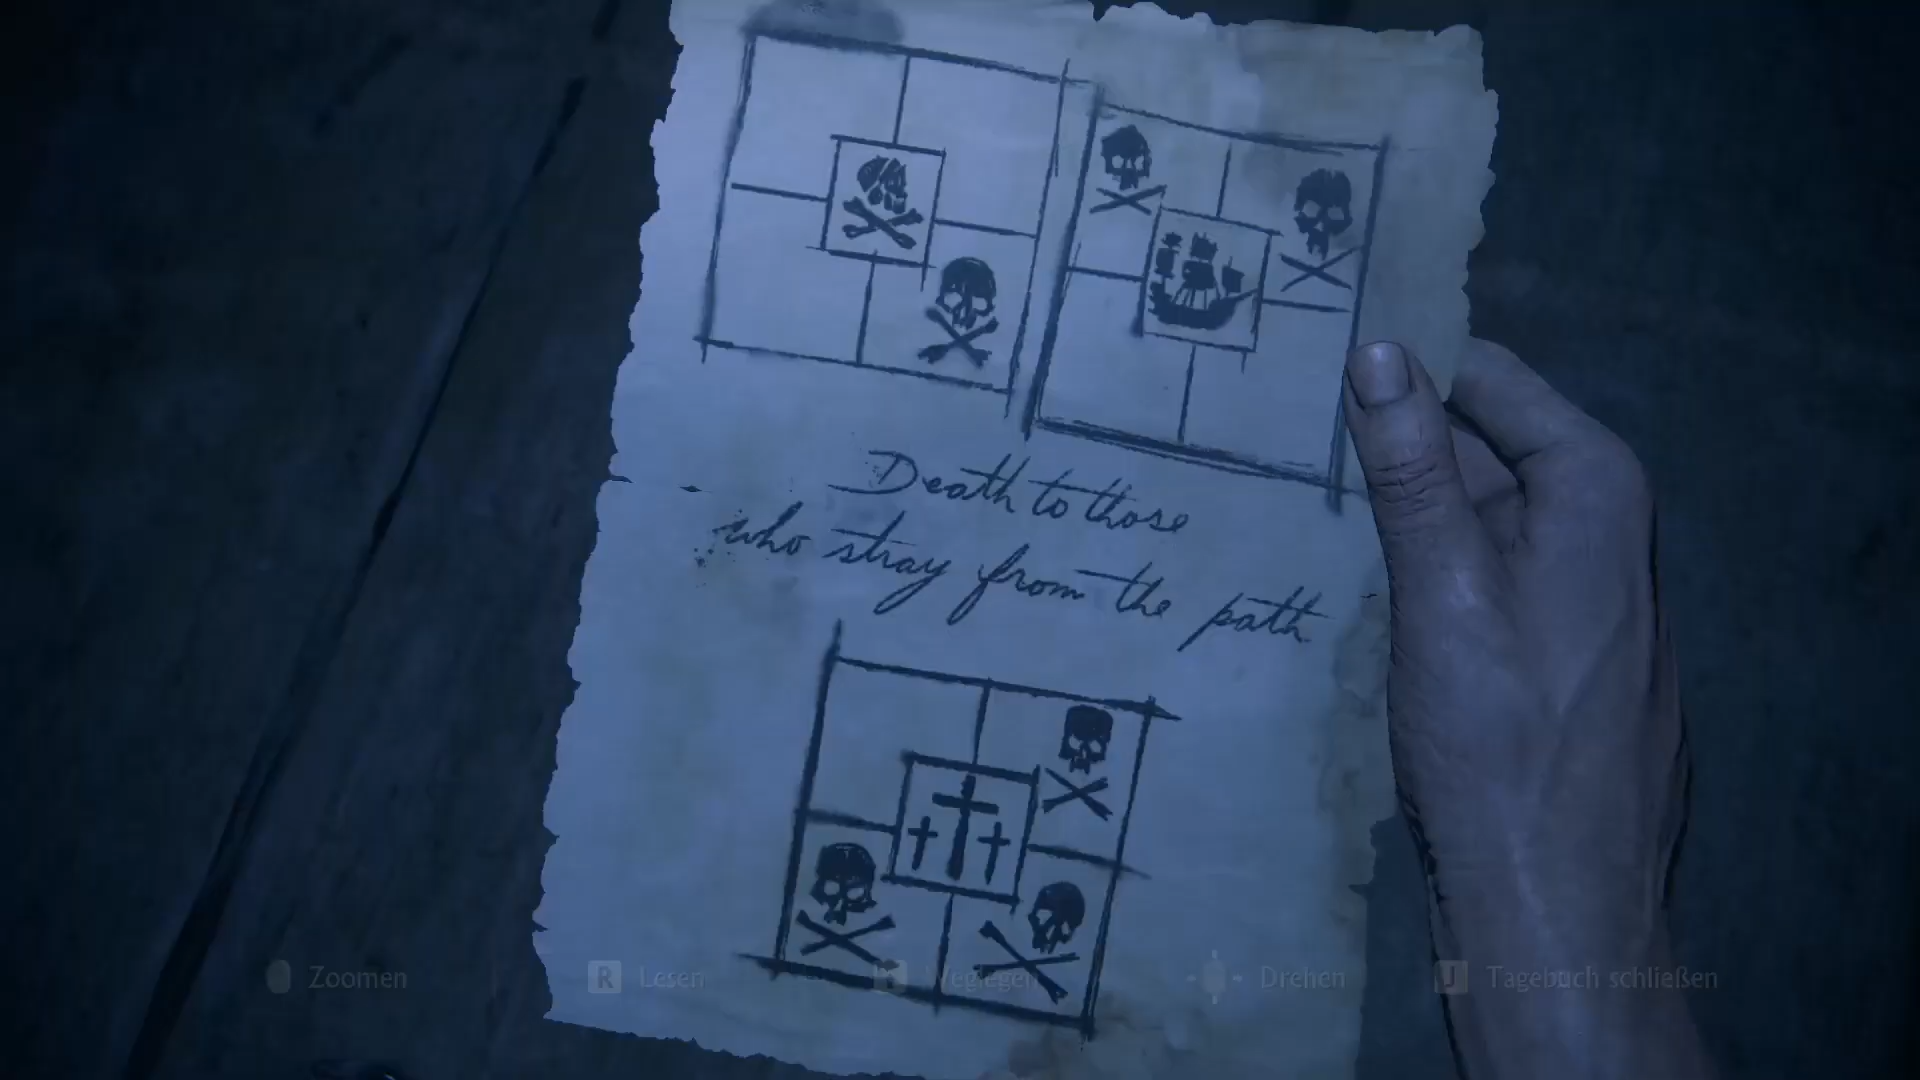 Death to those
who stray from the path
Zoomen
R Lesen
Weglegen
Drehen
J Tagebuch schließen